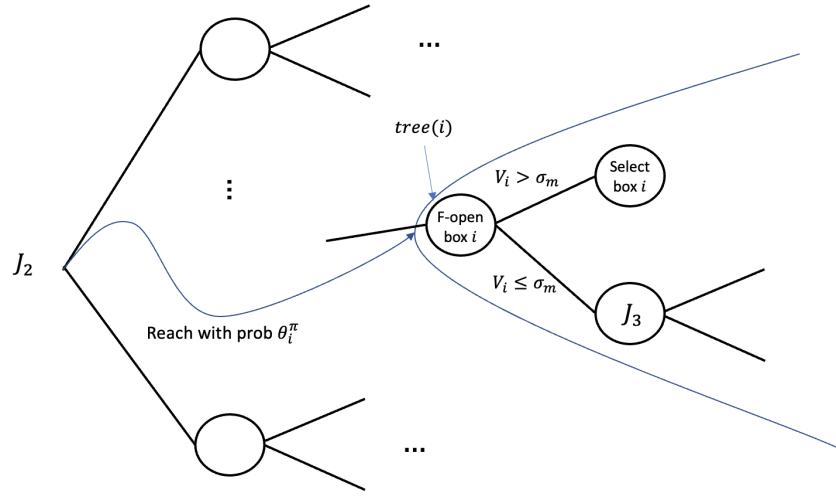 ...
tree(i)
Select
box i
V_i > σ_m
...
F-open
box i
J_2
V_i ≤ σ_m
J_3
Reach with prob θ_i^π
...